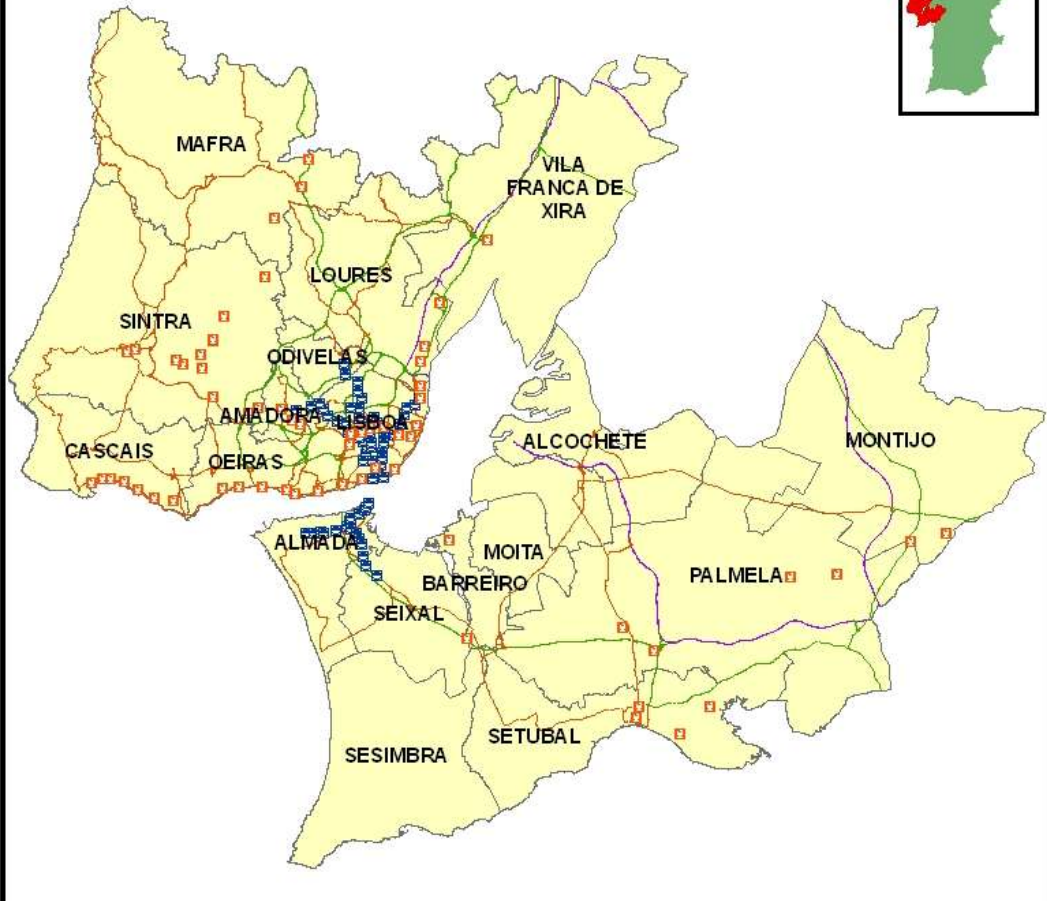 MAFRA
VILA
FRANCA DE
XIRA
LOURES
SINTRA
ODIVELAS
AMADORA
LISBOA
CASCAIS
OEIRAS
ALCOCHETE
MONTIJO
ALMADA
MOITA
BARREIRO
PALMELA
SEIXAL
SETUBAL
SESIMBRA